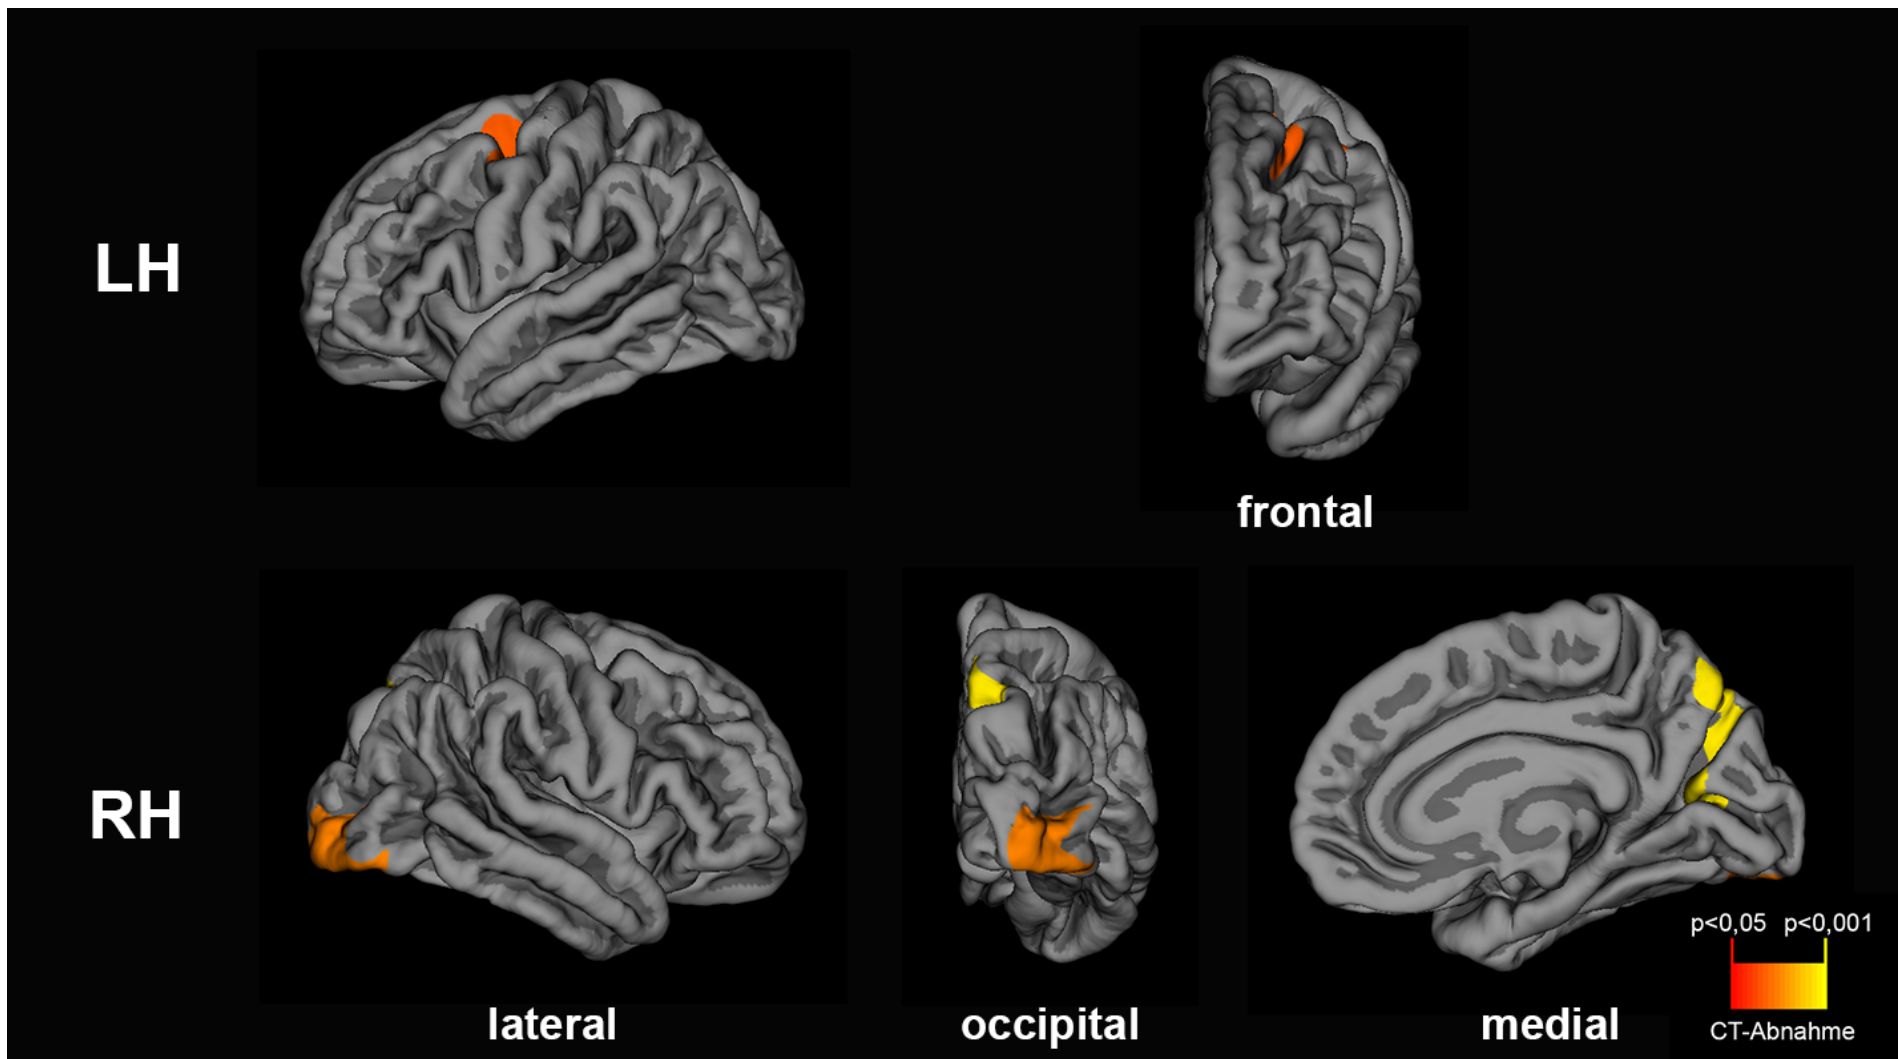 LH
frontal
RH
lateral
occipital
medial
p<0,05
p<0,001
CT-Abnahme